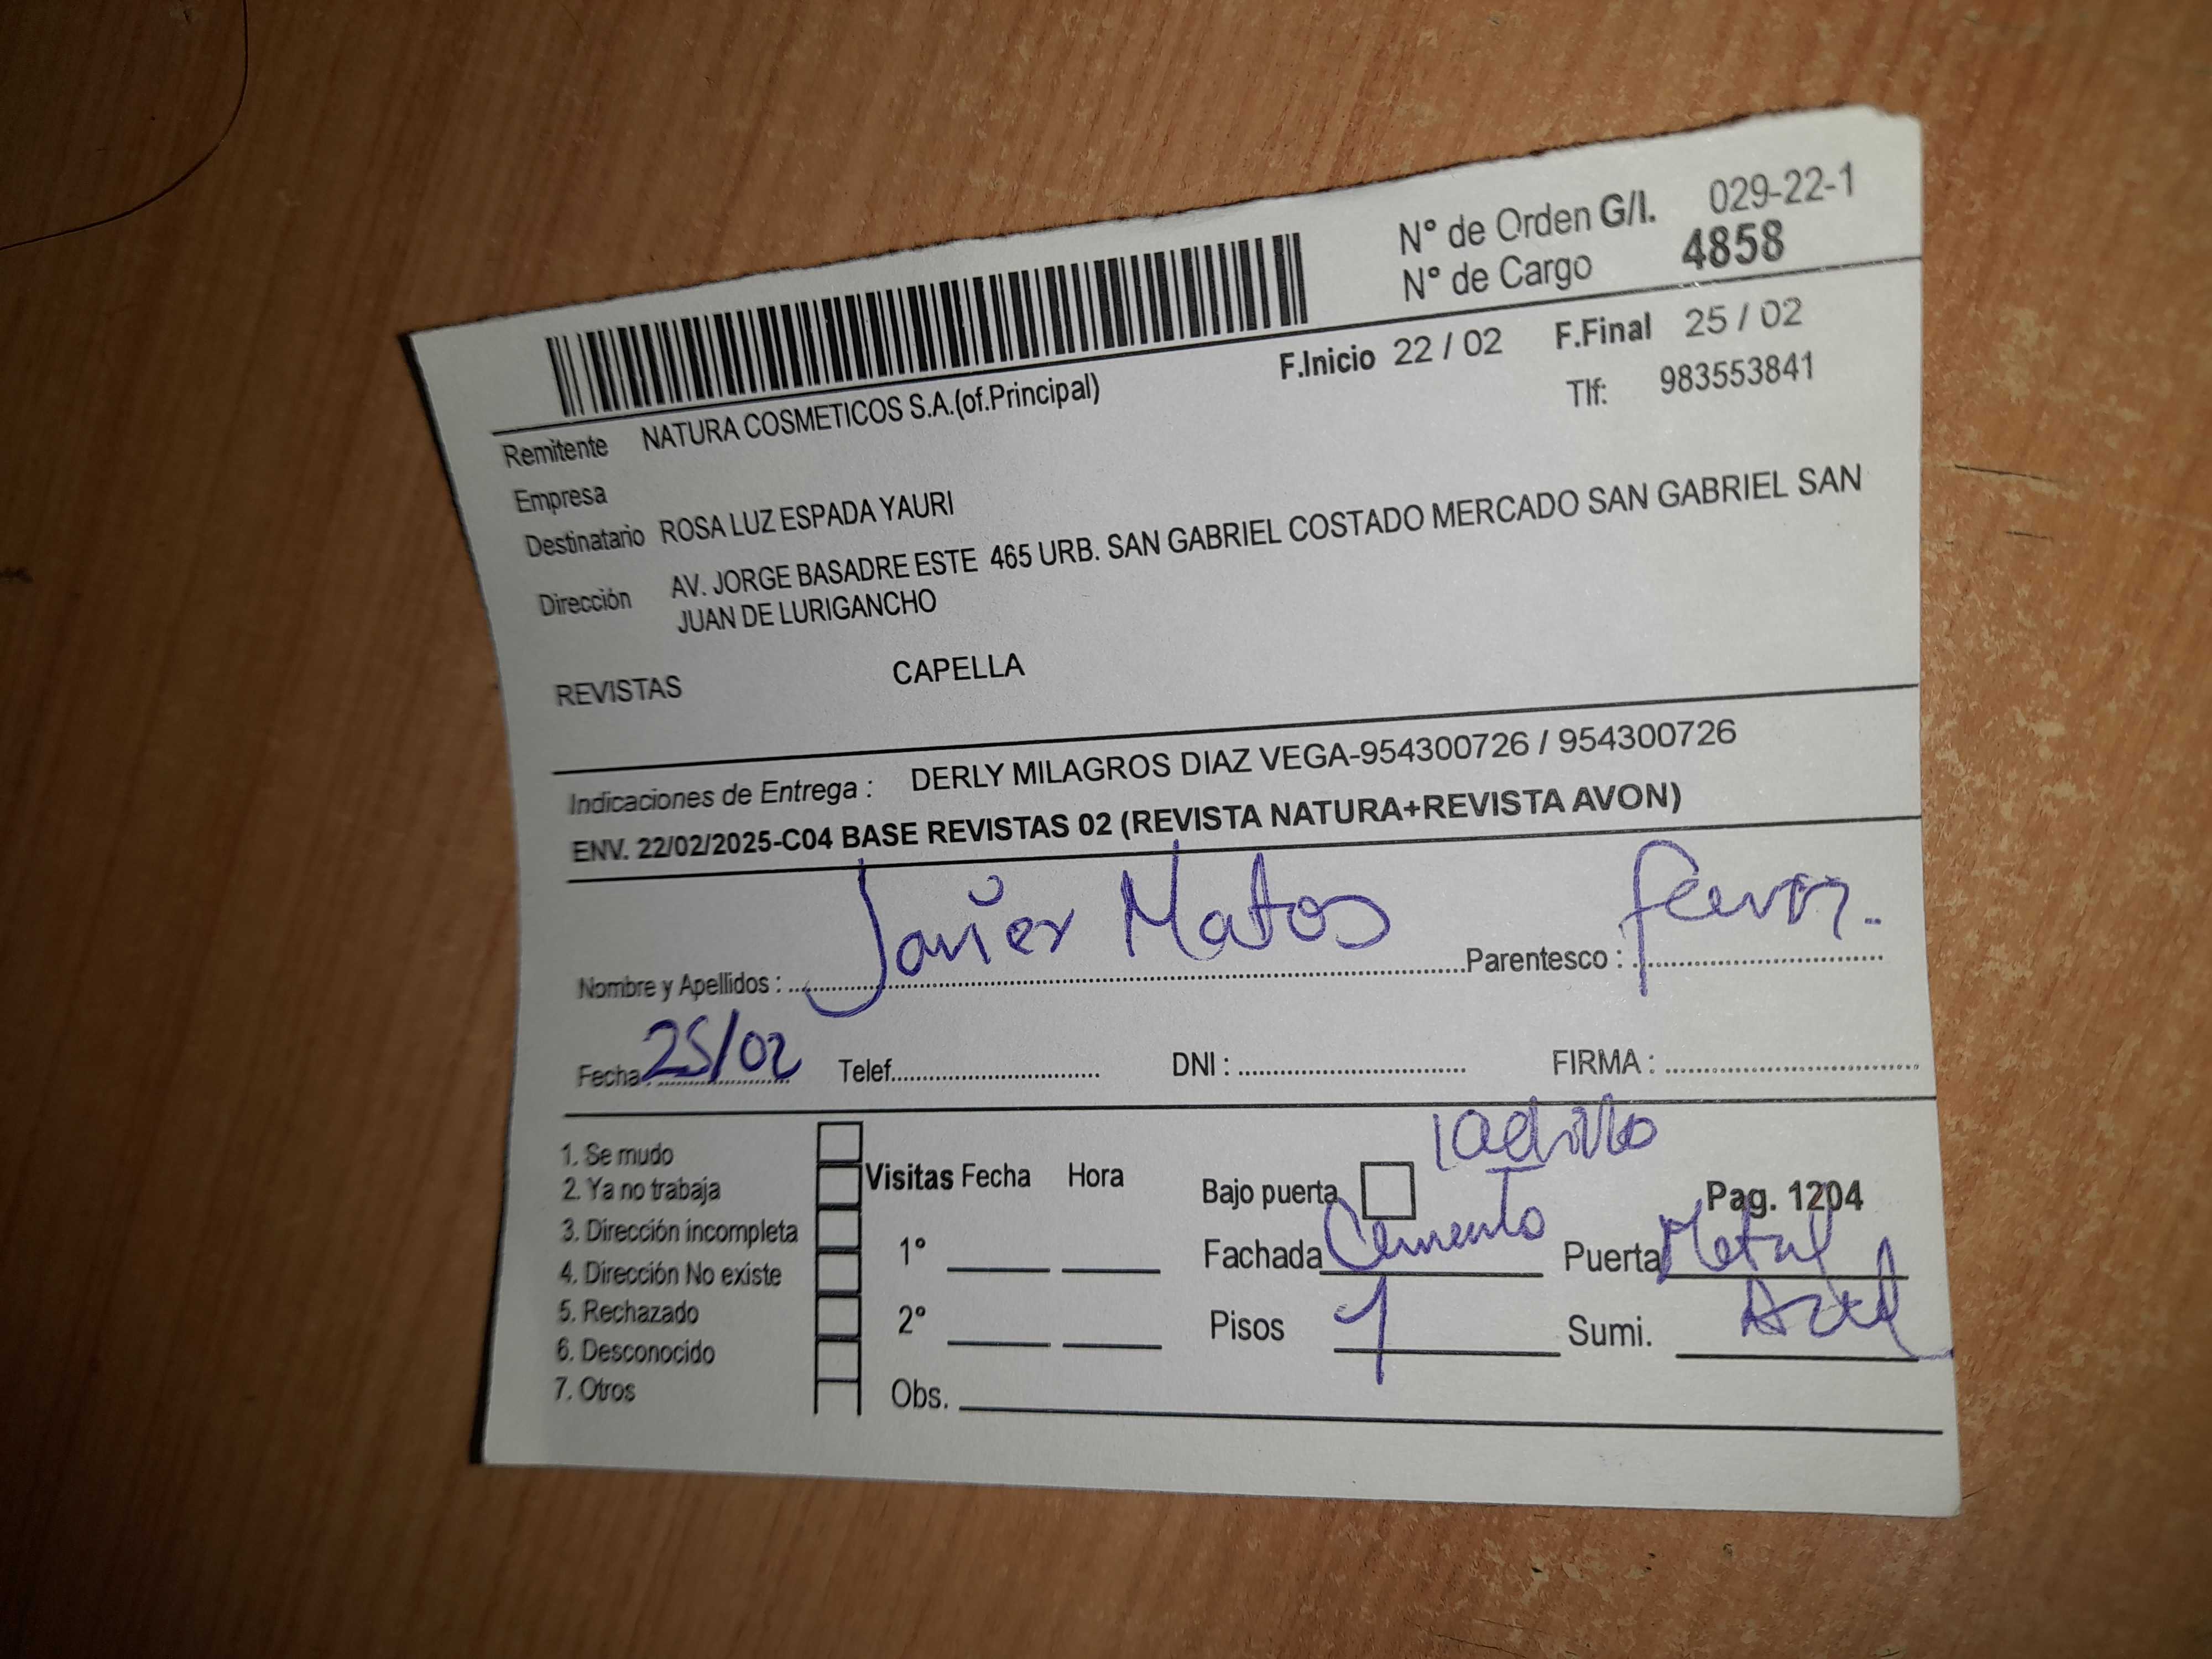 N° de Orden G/I. 029-22-1
N° de Cargo 4858
F.Inicio 22 / 02 F.Final 25 / 02
Remitente NATURA COSMETICOS S.A.(of.Principal) Tlf: 983553841
Empresa
Destinatario ROSA LUZ ESPADA YAURI
Dirección AV. JORGE BASADRE ESTE 465 URB. SAN GABRIEL COSTADO MERCADO SAN GABRIEL SAN
JUAN DE LURIGANCHO
REVISTAS CAPELLA
Indicaciones de Entrega : DERLY MILAGROS DIAZ VEGA-954300726 / 954300726
ENV. 22/02/2025-C04 BASE REVISTAS 02 (REVISTA NATURA+REVISTA AVON)
Nombre y Apellidos : Javier Matos Parentesco :
Fecha : 25/02 Telef. DNI : FIRMA :
1. Se mudo
2. Ya no trabaja
3. Dirección incompleta
4. Dirección No existe
5. Rechazado
6. Desconocido
7. Otros
Visitas Fecha Hora
1°
2°
Obs.
ladrillo
Bajo puerta Pag. 1204
Fachada Cemento Puerta Metal
Pisos 1 Sumi. Azul